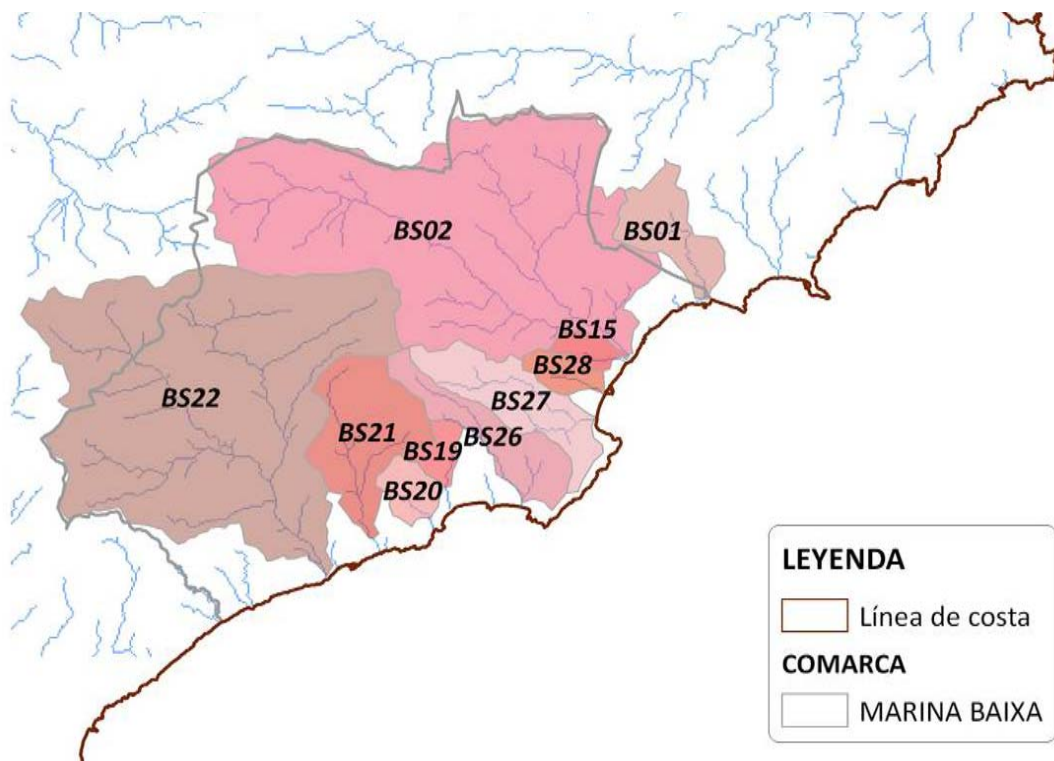 BS02
BS01
BS15
BS28
BS22
BS27
BS21
BS26
BS19
BS20
LEYENDA
Línea de costa
COMARCA
MARINA BAIXA